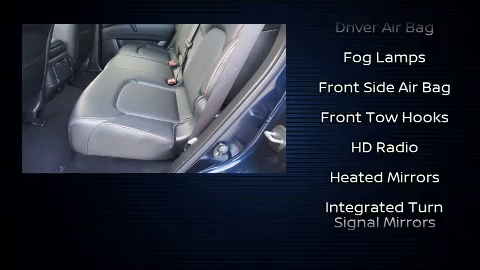 Driver Air Bag
Fog Lamps
Front Side Air Bag
Front Tow Hooks
HD Radio
Heated Mirrors
Integrated Turn
Signal Mirrors